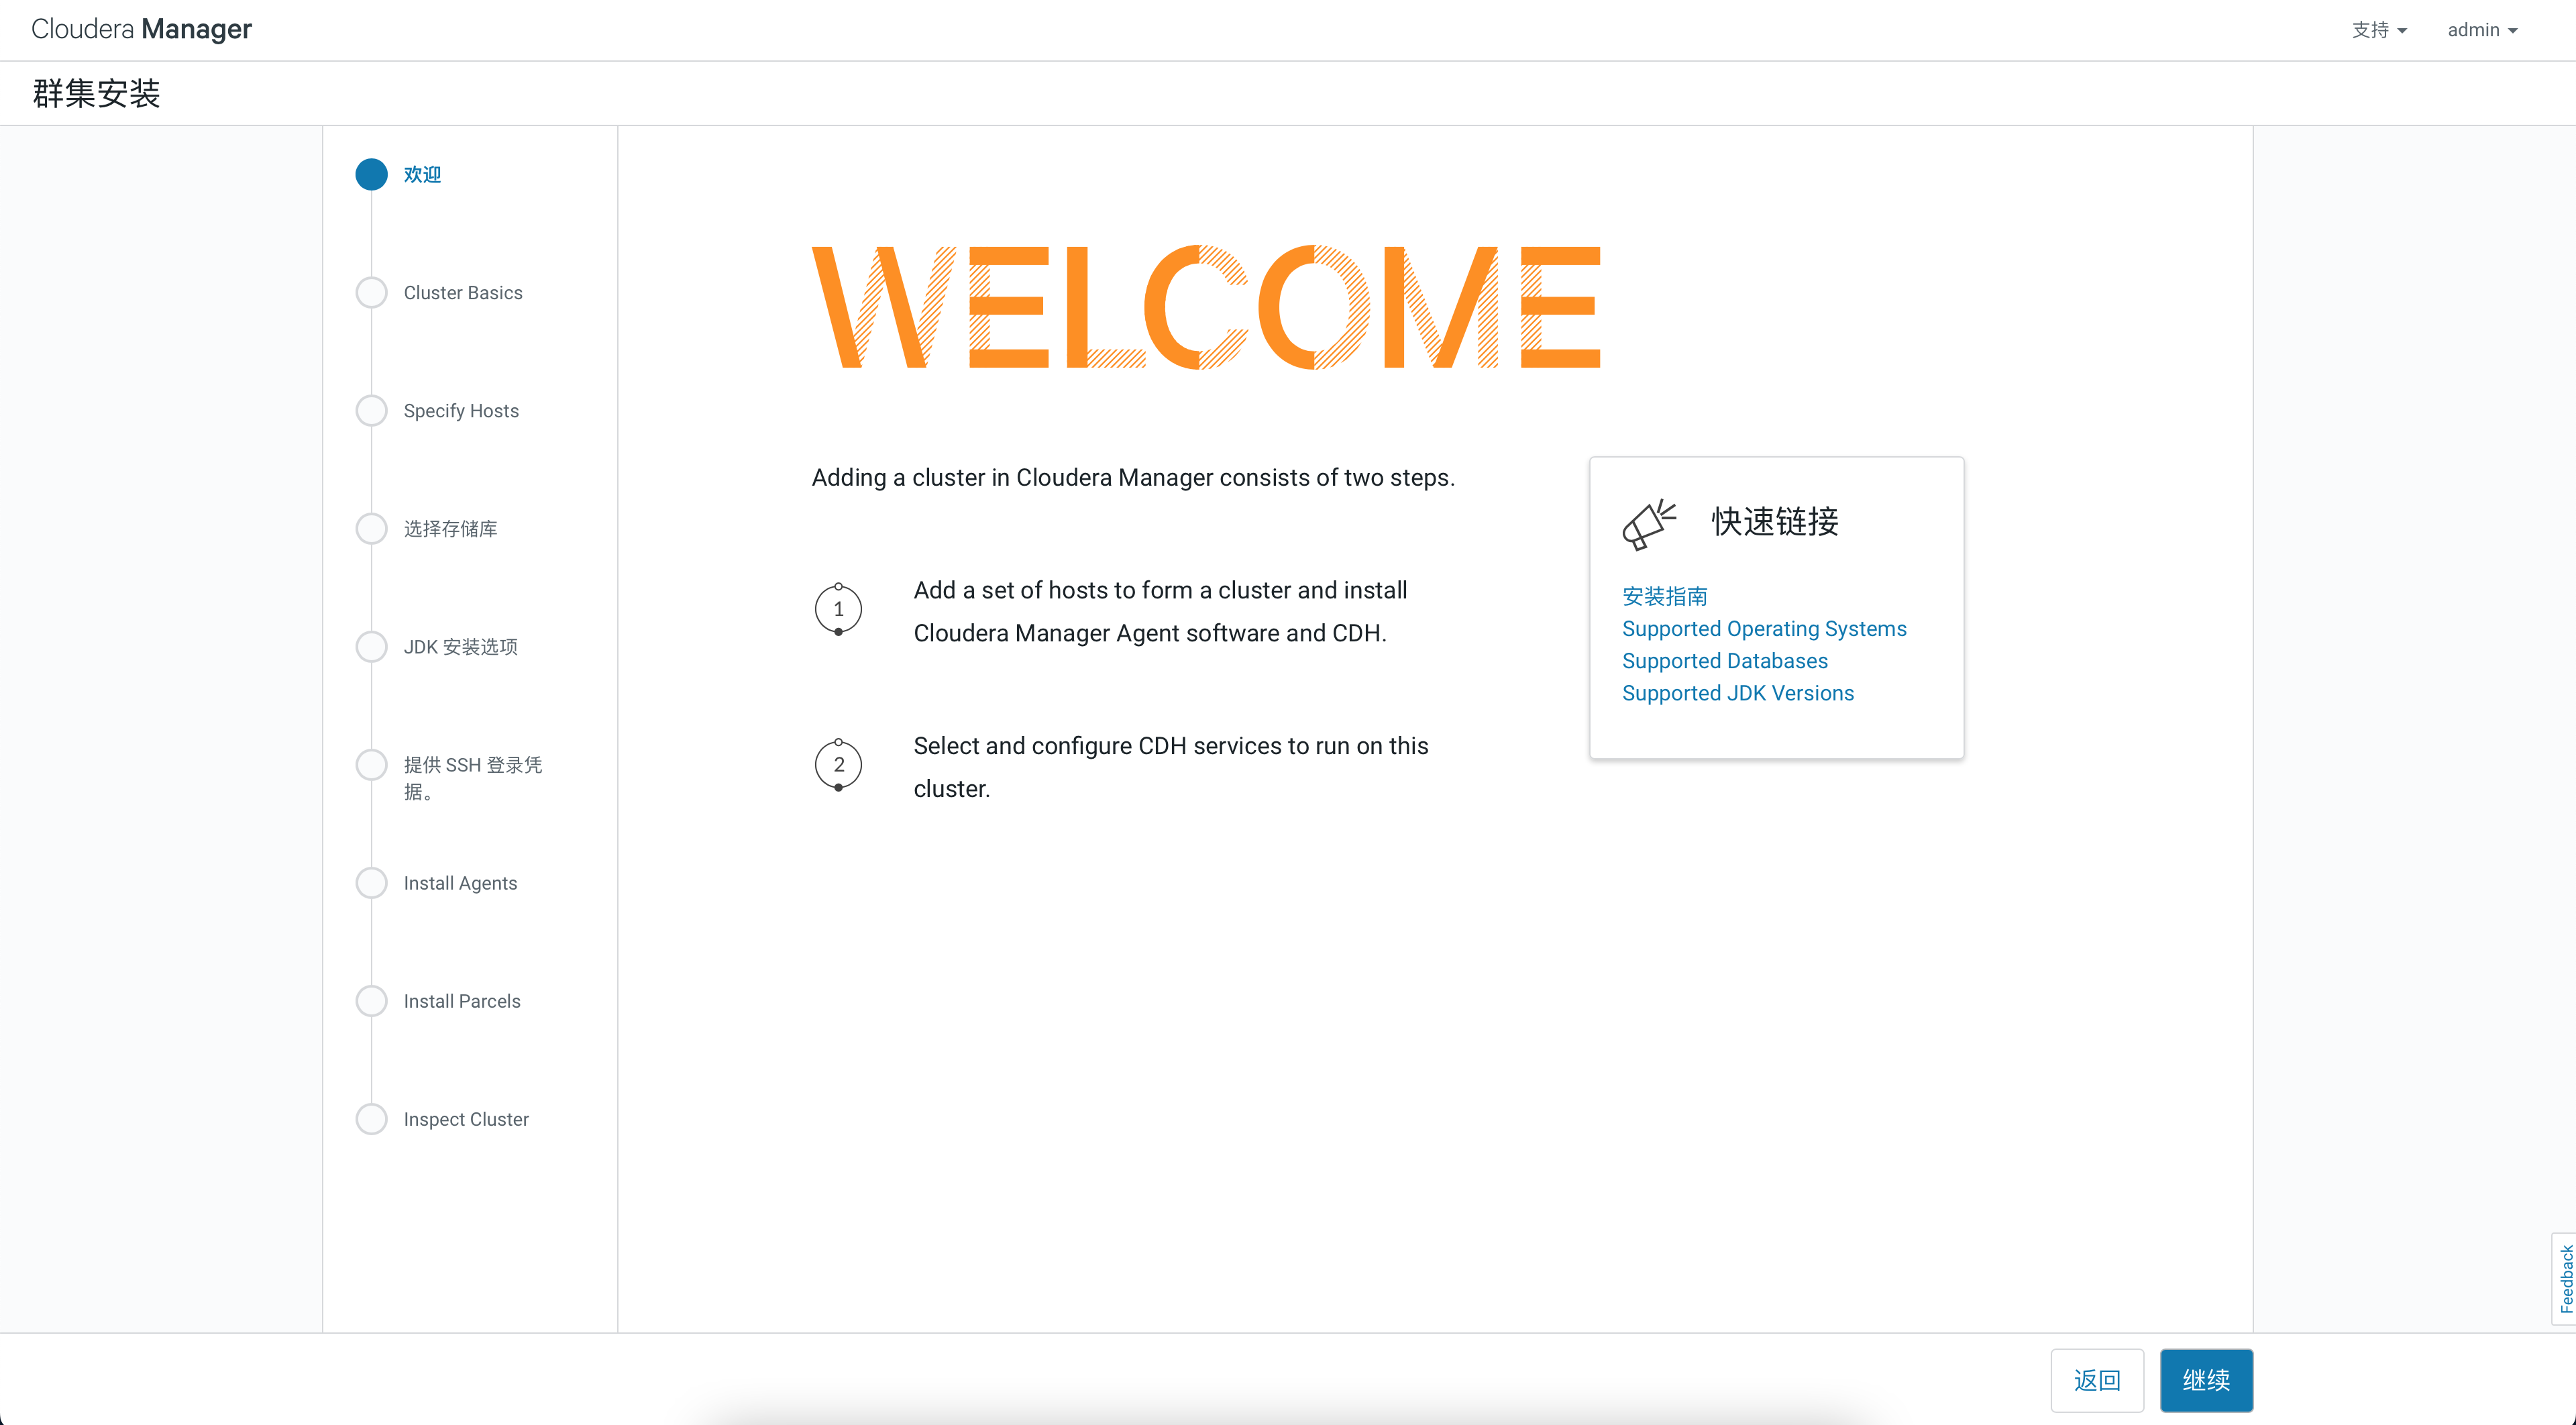 Cloudera Manager
支持
admin
群集安装
欢迎
Cluster Basics
Specify Hosts
选择存储库
JDK 安装选项
提供 SSH 登录凭
据。
Install Agents
Install Parcels
Inspect Cluster
WELCOME
Adding a cluster in Cloudera Manager consists of two steps.
1
Add a set of hosts to form a cluster and install
Cloudera Manager Agent software and CDH.
2
Select and configure CDH services to run on this
cluster.
快速链接
安装指南
Supported Operating Systems
Supported Databases
Supported JDK Versions
Feedback
返回
继续